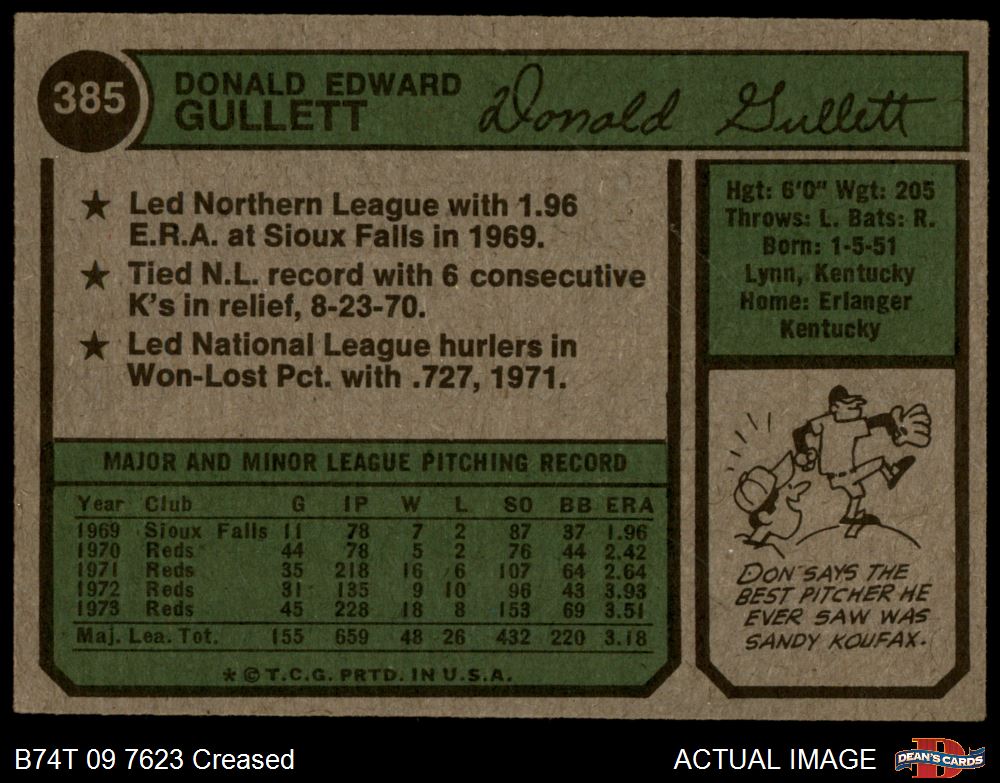 385
DONALD EDWARD
GULLETT
Donald Gullett
★ Led Northern League with 1.96
E.R.A. at Sioux Falls in 1969.
★ Tied N.L. record with 6 consecutive
K's in relief, 8-23-70.
★ Led National League hurlers in
Won-Lost Pct. with .727, 1971.
Hgt: 6'0" Wgt: 205
Throws: L. Bats: R.
Born: 1-5-51
Lynn, Kentucky
Home: Erlanger
Kentucky
MAJOR AND MINOR LEAGUE PITCHING RECORD
Year Club G IP W L SO BB ERA
1969 Sioux Falls 11 78 7 2 87 37 1.96
1970 Reds 44 78 5 2 76 44 2.42
1971 Reds 35 218 16 6 107 64 2.64
1972 Reds 31 135 9 10 96 43 3.93
1973 Reds 45 228 18 8 153 69 3.51
Maj. Lea. Tot. 155 659 48 26 432 220 3.18
* © T.C.G. PRTD. IN U.S.A.
DON SAYS THE
BEST PITCHER HE
EVER SAW WAS
SANDY KOUFAX.
B74T 09 7623 Creased
ACTUAL IMAGE
D
DEAN'S CARDS